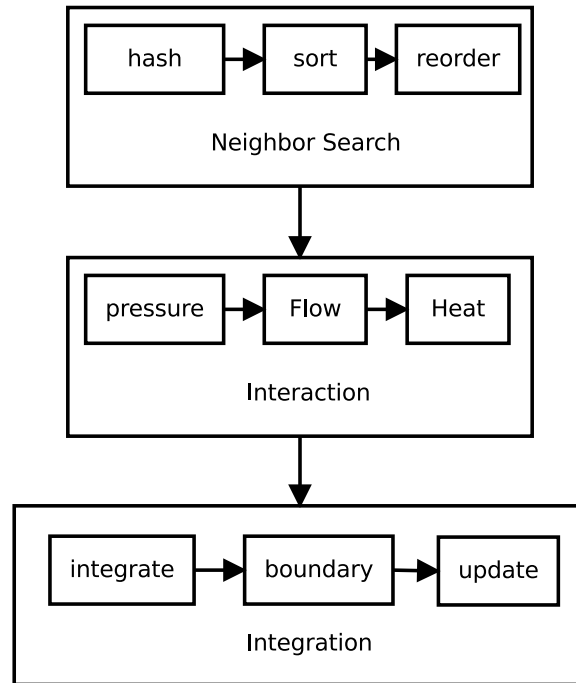 hash
sort
reorder
Neighbor Search
pressure
Flow
Heat
Interaction
integrate
boundary
update
Integration